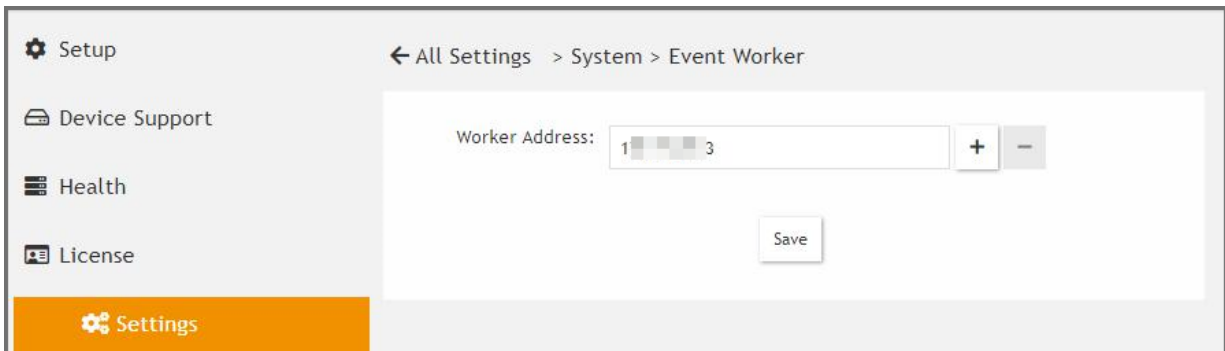 Setup
← All Settings > System > Event Worker
Device Support
Worker Address:
+
−
Health
Save
License
Settings